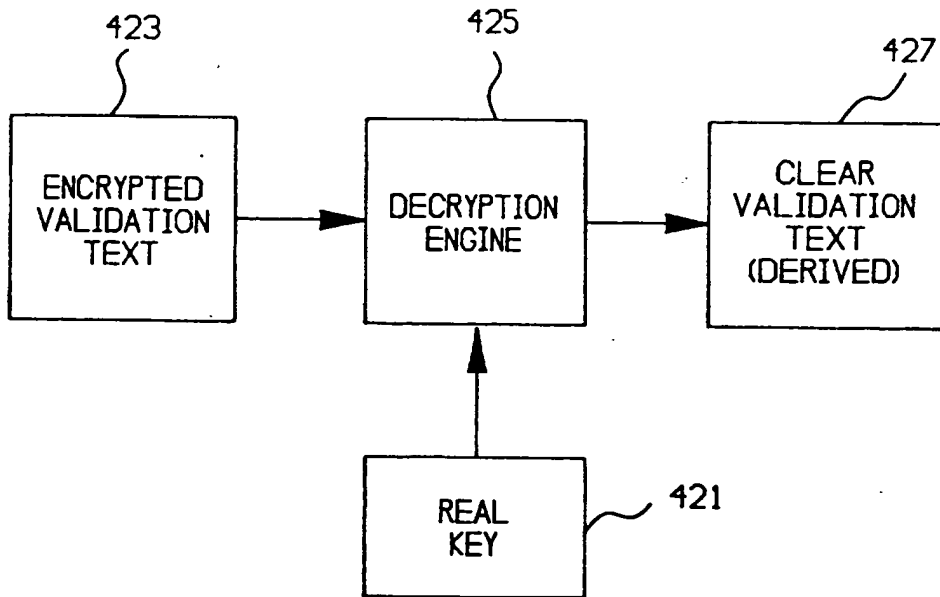 423
425
427
ENCRYPTED
VALIDATION
TEXT
DECRYPTION
ENGINE
CLEAR
VALIDATION
TEXT
(DERIVED)
REAL
KEY
421